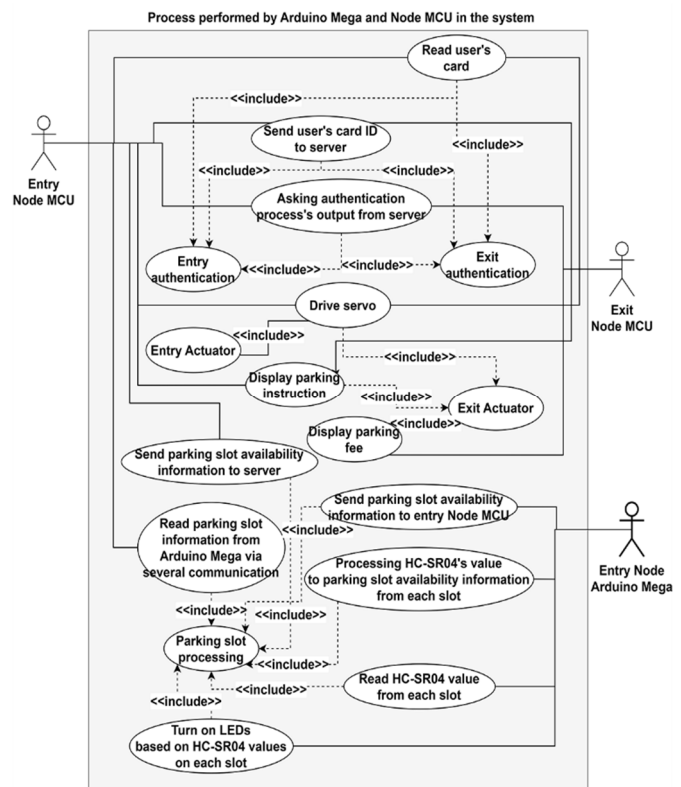 Process performed by Arduino Mega and Node MCU in the system
Read user's
card
<<include>>
Send user's card ID
to server
<<include>>
<<include>>
<<include>>
Entry
Node MCU
Asking authentication
process's output from server
Entry
authentication
<<include>>
<<include>>
Exit
authentication
Exit
Node MCU
Drive servo
<<include>>
Entry Actuator
<<include>>
Display parking
instruction
<<include>>
Exit Actuator
<<include>>
Display parking
fee
Send parking slot availability
information to server
Send parking slot availability
information to entry Node MCU
Read parking slot
information from
Arduino Mega via
several communication
<<include>>
Processing HC-SR04's value
to parking slot availability information
from each slot
Entry Node
Arduino Mega
<<include>>
<<include>>
Parking slot
processing
<<include>>
Read HC-SR04 value
from each slot
<<include>>
<<include>>
Turn on LEDs
based on HC-SR04 values
on each slot